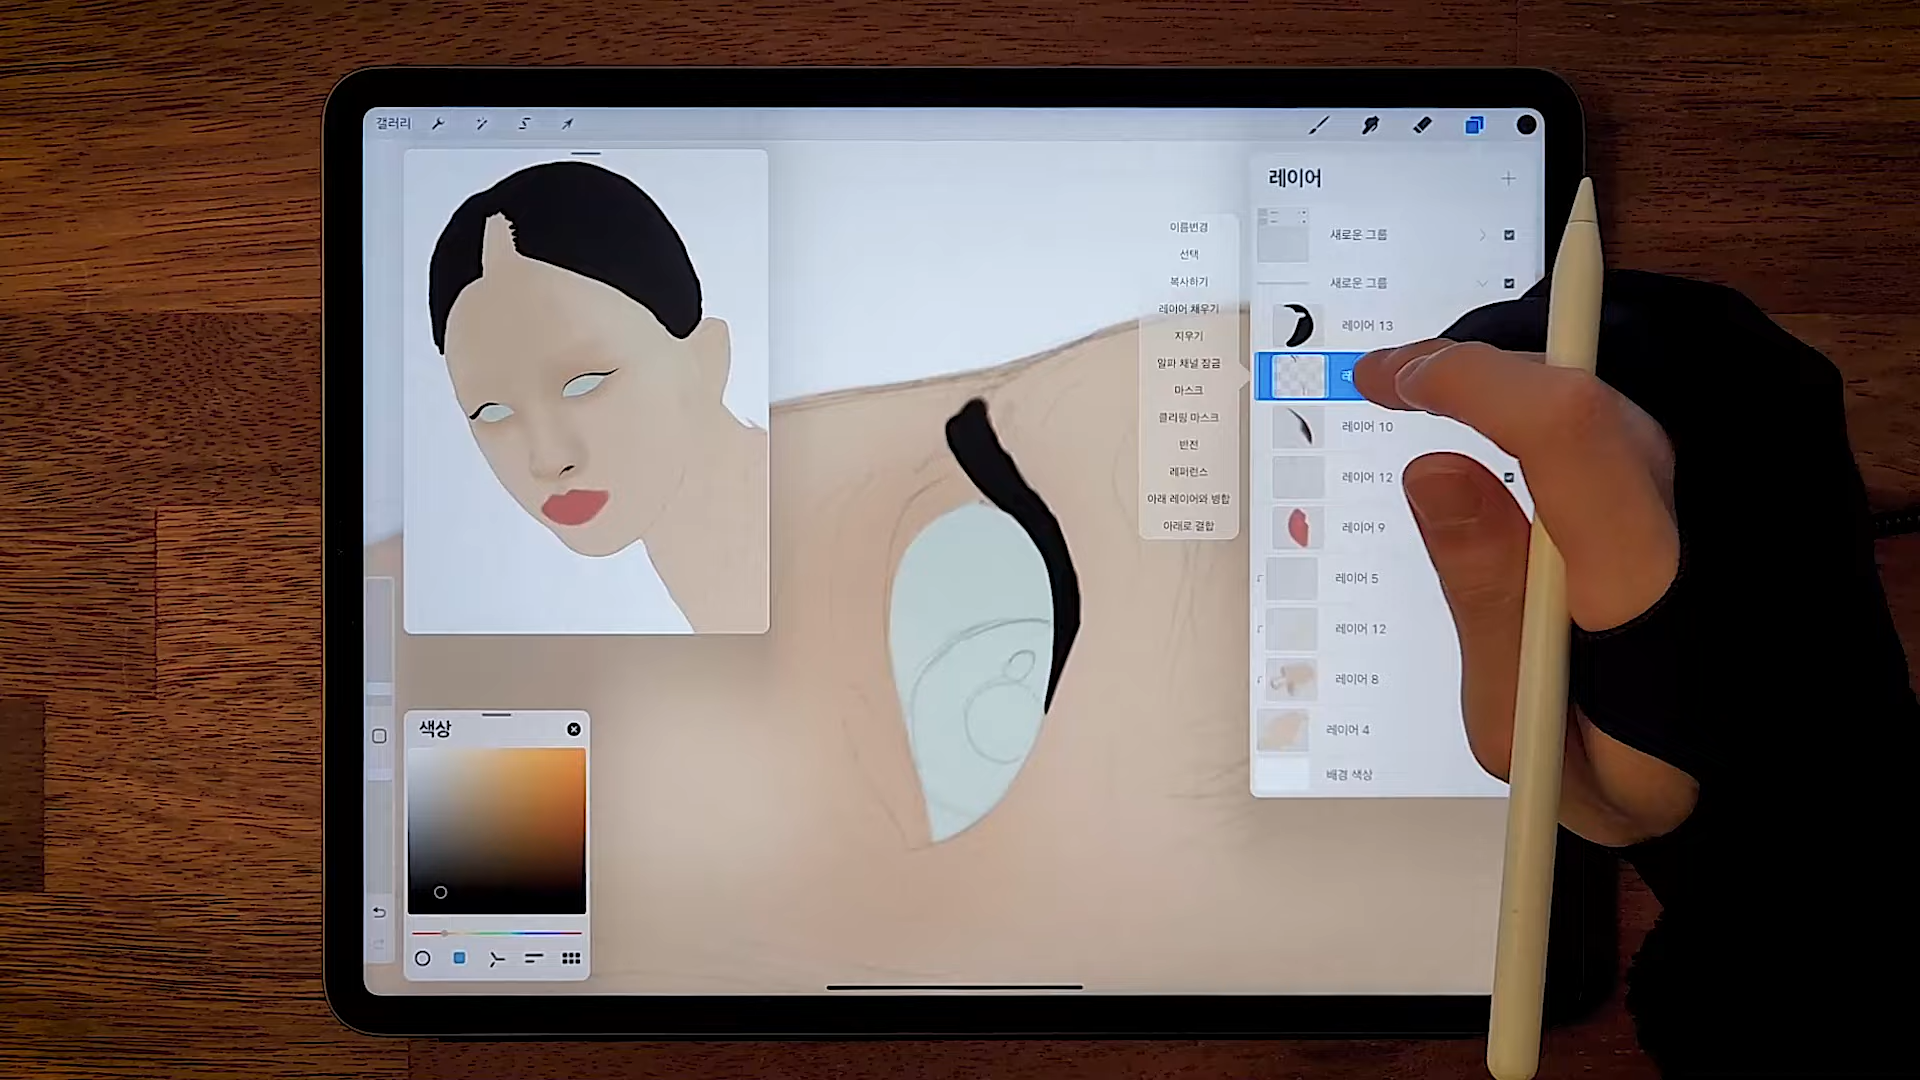 갤러리
레이어
새로운 그룹
새로운 그룹
레이어 13
레이어 10
레이어 12
레이어 9
레이어 5
레이어 12
레이어 8
레이어 4
배경 색상
이름변경
선택
복사하기
레이어 채우기
지우기
알파 채널 잠금
마스크
클리핑 마스크
반전
레퍼런스
아래 레이어와 병합
아래로 결합
색상